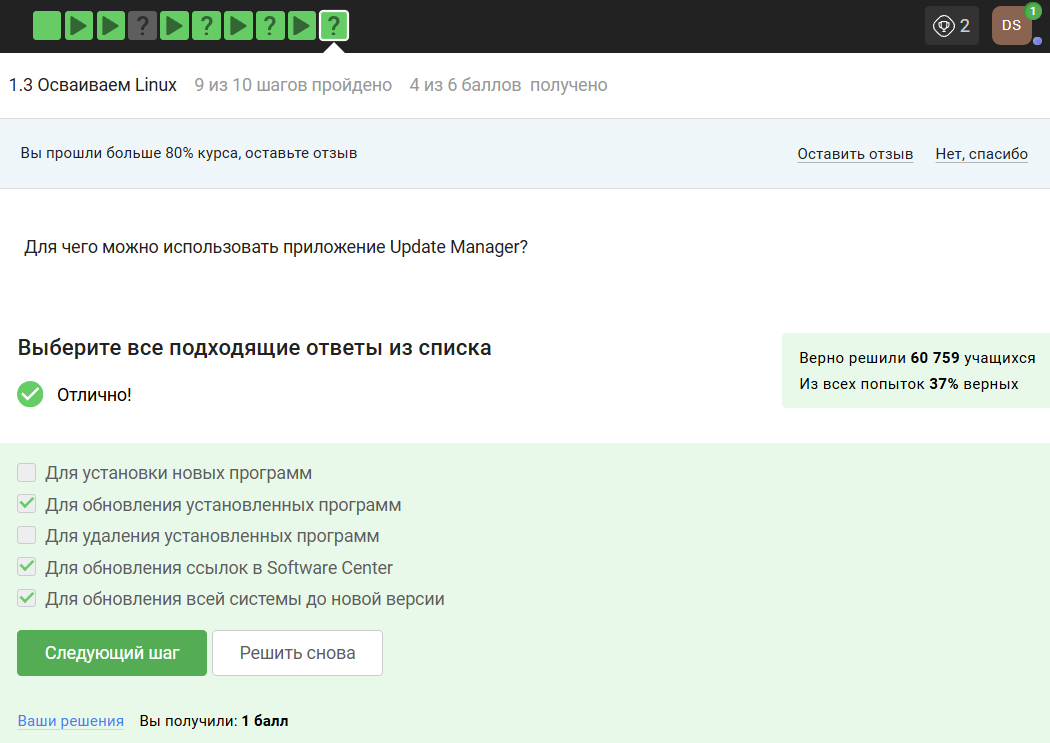 ? ? ? ?
2
DS
1
1.3 Осваиваем Linux 9 из 10 шагов пройдено 4 из 6 баллов получено
Вы прошли больше 80% курса, оставьте отзыв Оставить отзыв Нет, спасибо
Для чего можно использовать приложение Update Manager?
Выберите все подходящие ответы из списка
Верно решили 60 759 учащихся
Из всех попыток 37% верных
Отлично!
Для установки новых программ
Для обновления установленных программ
Для удаления установленных программ
Для обновления ссылок в Software Center
Для обновления всей системы до новой версии
Следующий шаг Решить снова
Ваши решения Вы получили: 1 балл